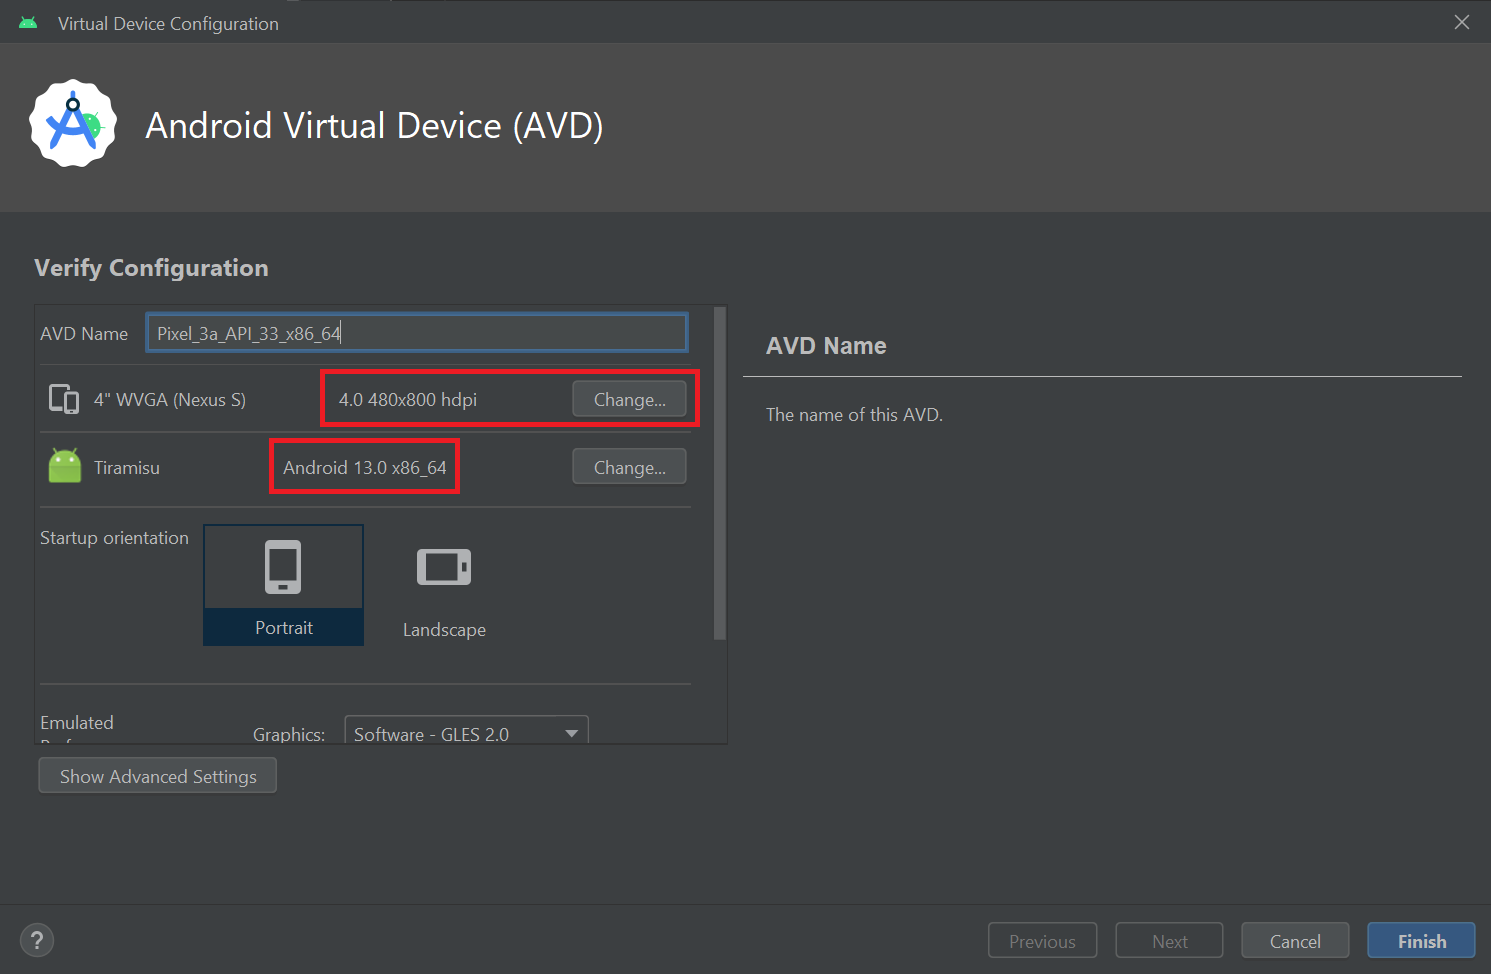 Virtual Device Configuration
Android Virtual Device (AVD)
Verify Configuration
AVD Name Pixel_3a_API_33_x86_64
4" WVGA (Nexus S) 4.0 480x800 hdpi Change...
Tiramisu Android 13.0 x86_64 Change...
Startup orientation
Portrait
Landscape
Emulated
Graphics: Software - GLES 2.0
Show Advanced Settings
AVD Name
The name of this AVD.
?
Previous Next Cancel Finish